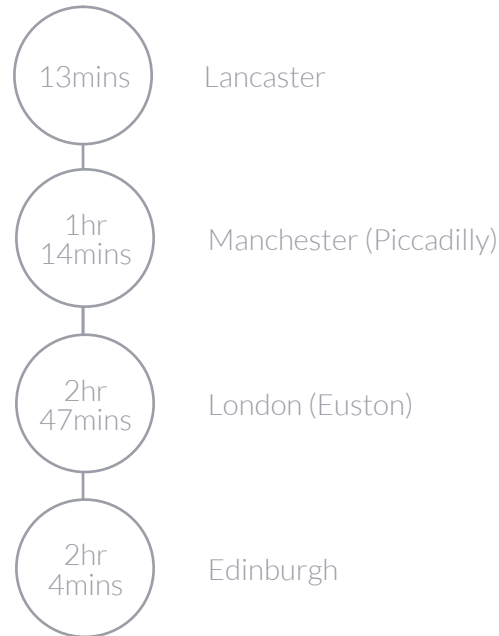 13mins
Lancaster
1hr
14mins
Manchester (Piccadilly)
2hr
47mins
London (Euston)
2hr
4mins
Edinburgh